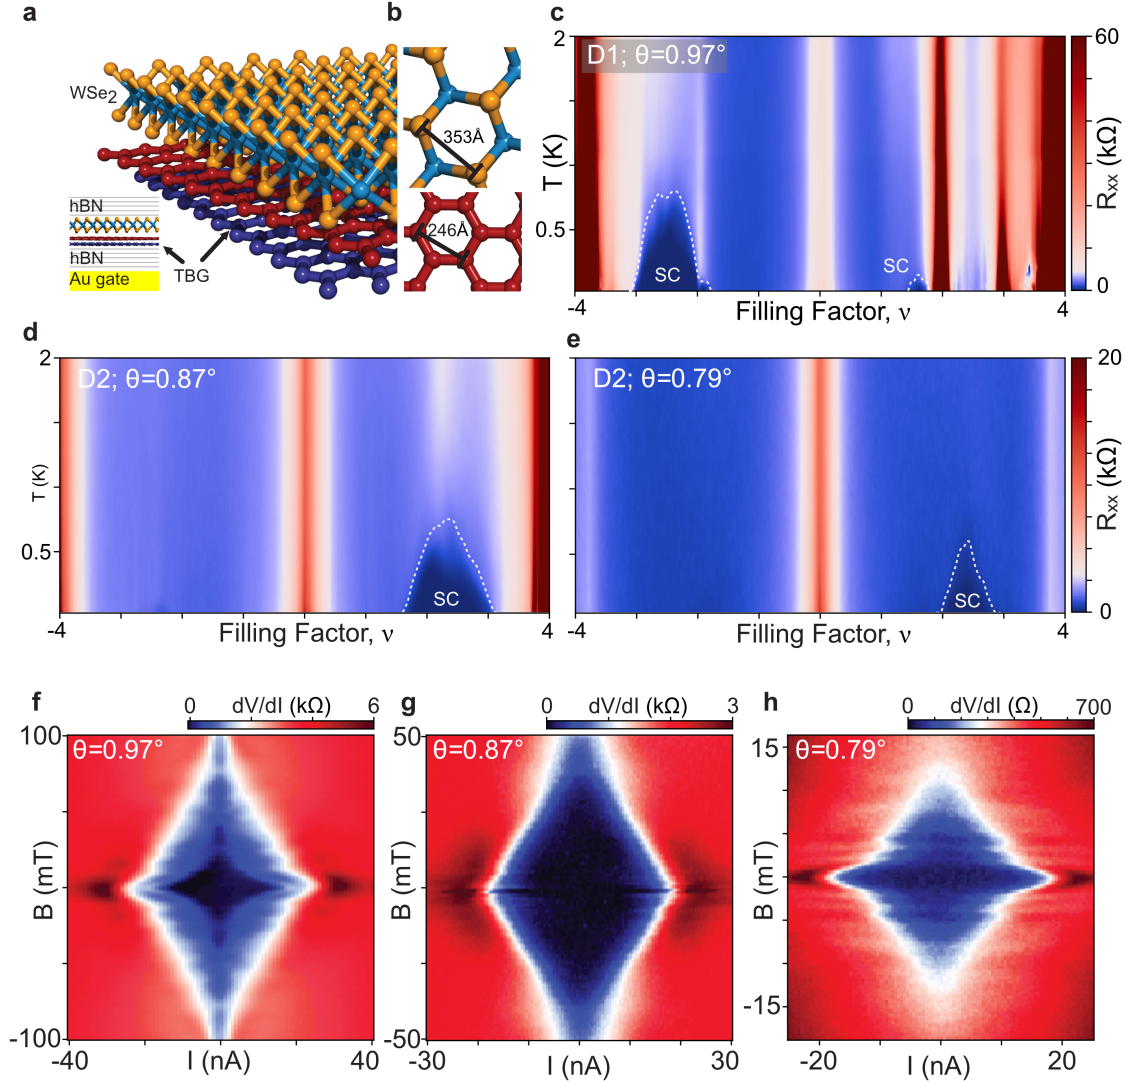 a
WSe2
hBN
hBN
Au gate
TBG
b
353Å
246Å
c
D1; θ=0.97°
2
0.5
T (K)
SC
SC
-4
4
Filling Factor, ν
60
0
Rxx (kΩ)
d
D2; θ=0.87°
2
0.5
T (K)
SC
-4
4
Filling Factor, ν
e
D2; θ=0.79°
SC
-4
4
Filling Factor, ν
20
0
Rxx (kΩ)
f
0 dV/dI (kΩ) 6
θ=0.97°
100
-100
B (mT)
-40
40
I (nA)
g
0 dV/dI (kΩ) 3
θ=0.87°
50
-50
B (mT)
-30
30
I (nA)
h
0 dV/dI (Ω) 700
θ=0.79°
15
-15
B (mT)
-20
20
I (nA)